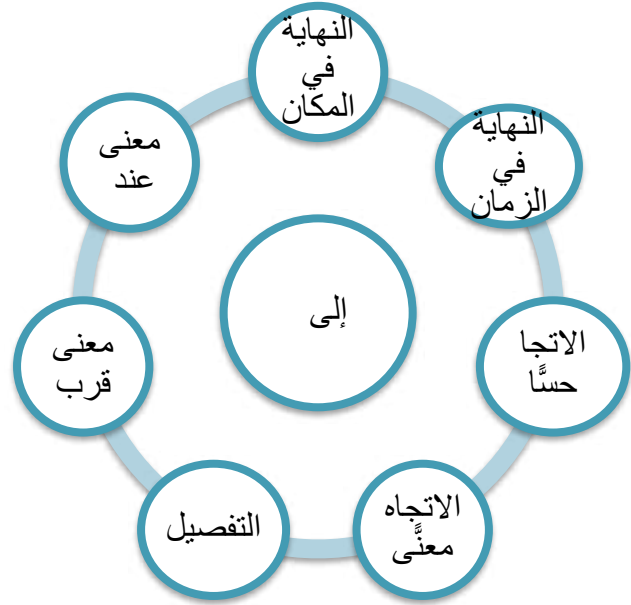 النهاية
في
المكان
النهاية
في
الزمان
الاتجا
حسًّا
الاتجاه
معنًّى
التفصيل
معنى
قرب
معنى
عند
إلى